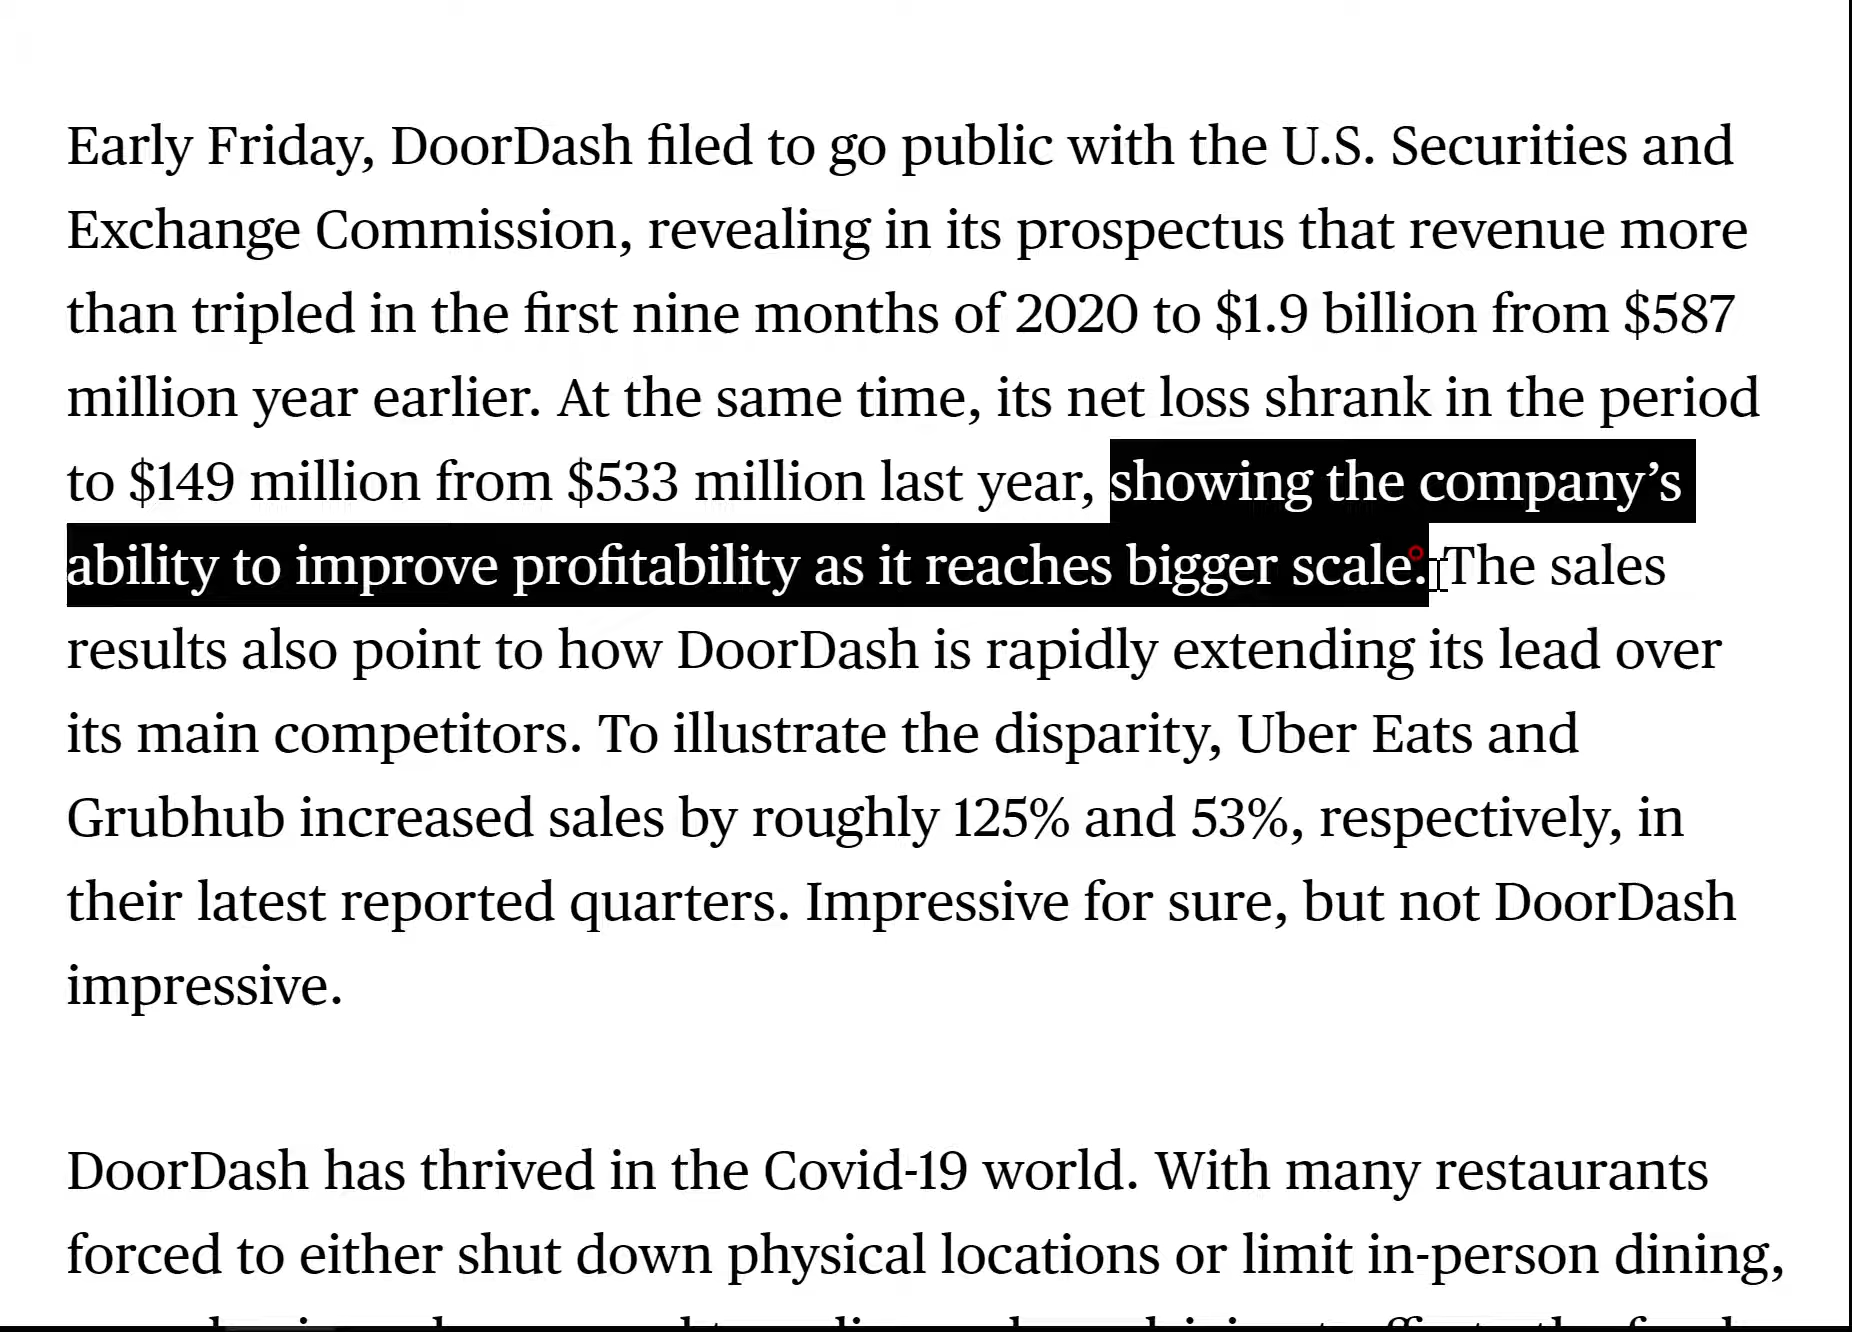 Early Friday, DoorDash filed to go public with the U.S. Securities and
Exchange Commission, revealing in its prospectus that revenue more
than tripled in the first nine months of 2020 to $1.9 billion from $587
million year earlier. At the same time, its net loss shrank in the period
to $149 million from $533 million last year, showing the company’s
ability to improve profitability as it reaches bigger scale. The sales
results also point to how DoorDash is rapidly extending its lead over
its main competitors. To illustrate the disparity, Uber Eats and
Grubhub increased sales by roughly 125% and 53%, respectively, in
their latest reported quarters. Impressive for sure, but not DoorDash
impressive.
DoorDash has thrived in the Covid-19 world. With many restaurants
forced to either shut down physical locations or limit in-person dining,